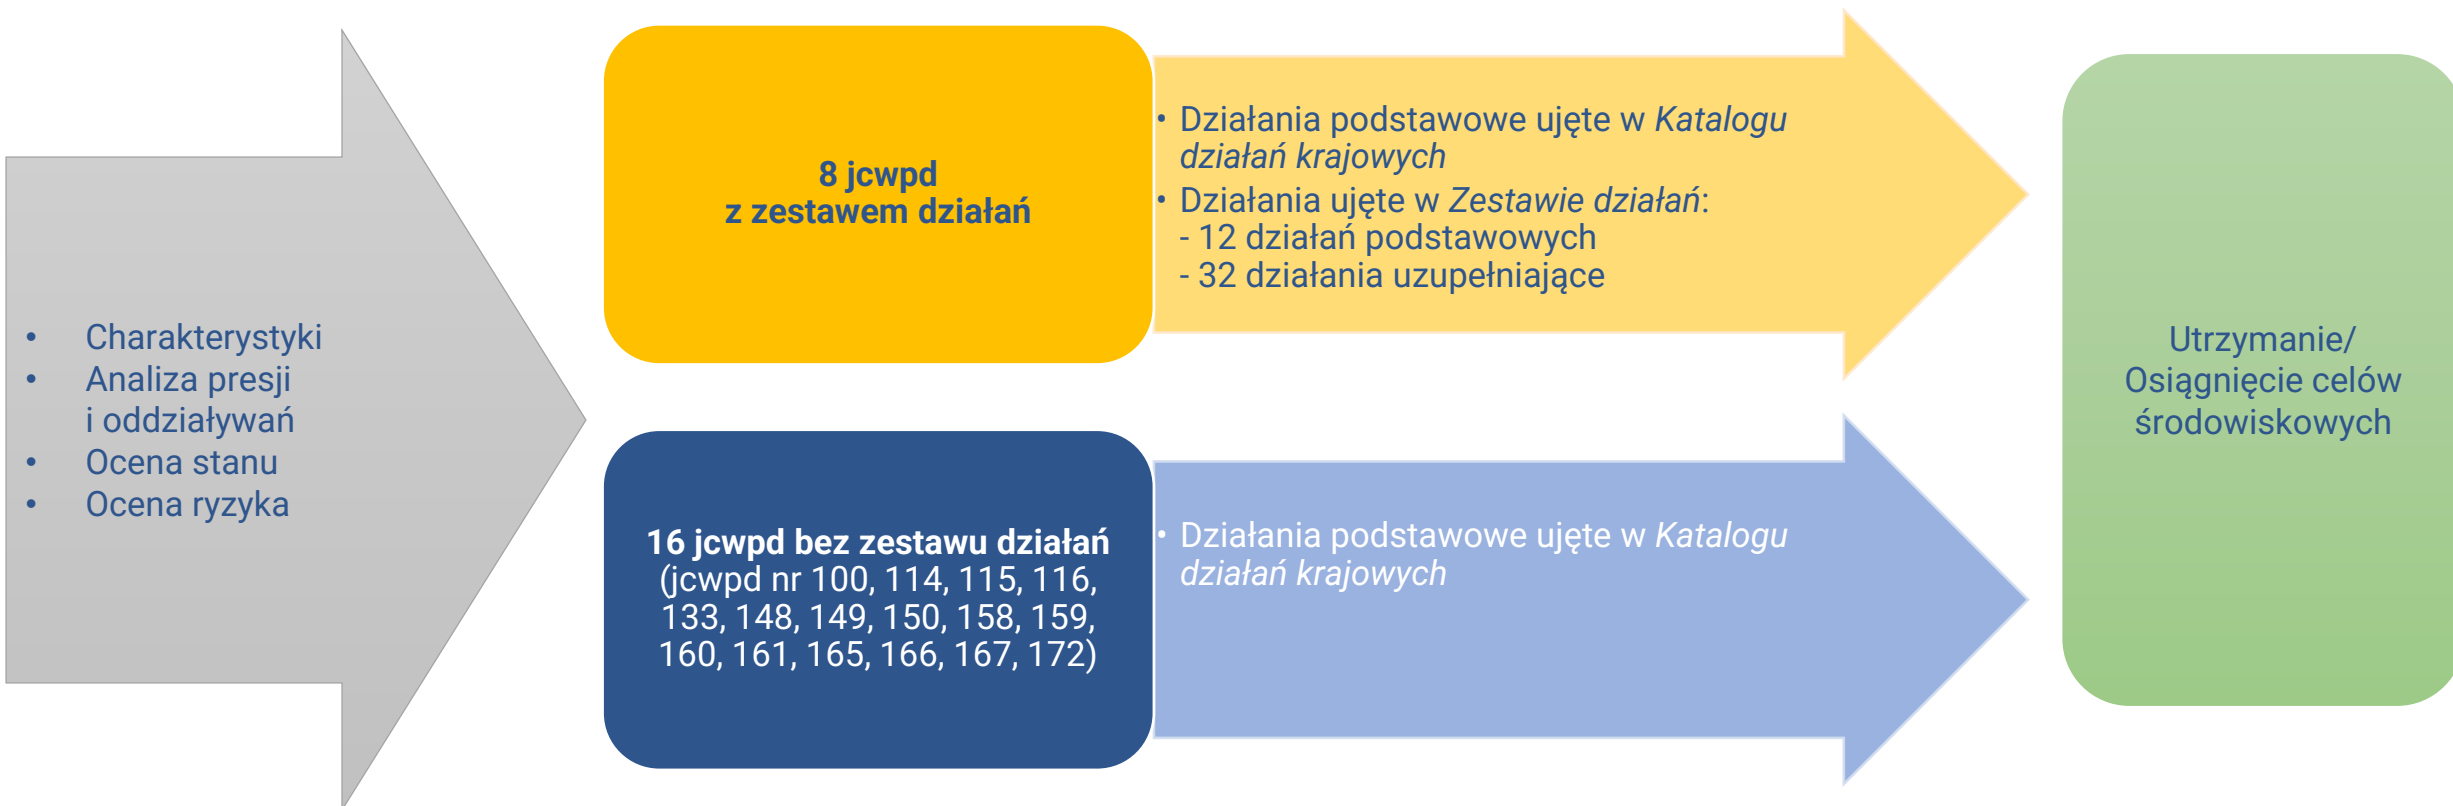 • Charakterystyki
• Analiza presji
i oddziaływań
• Ocena stanu
• Ocena ryzyka
8 jcwpd
z zestawem działań
• Działania podstawowe ujęte w Katalogu
działań krajowych
• Działania ujęte w Zestawie działań:
- 12 działań podstawowych
- 32 działania uzupełniające
16 jcwpd bez zestawu działań
(jcwpd nr 100, 114, 115, 116,
133, 148, 149, 150, 158, 159,
160, 161, 165, 166, 167, 172)
• Działania podstawowe ujęte w Katalogu
działań krajowych
Utrzymanie/
Osiągnięcie celów
środowiskowych